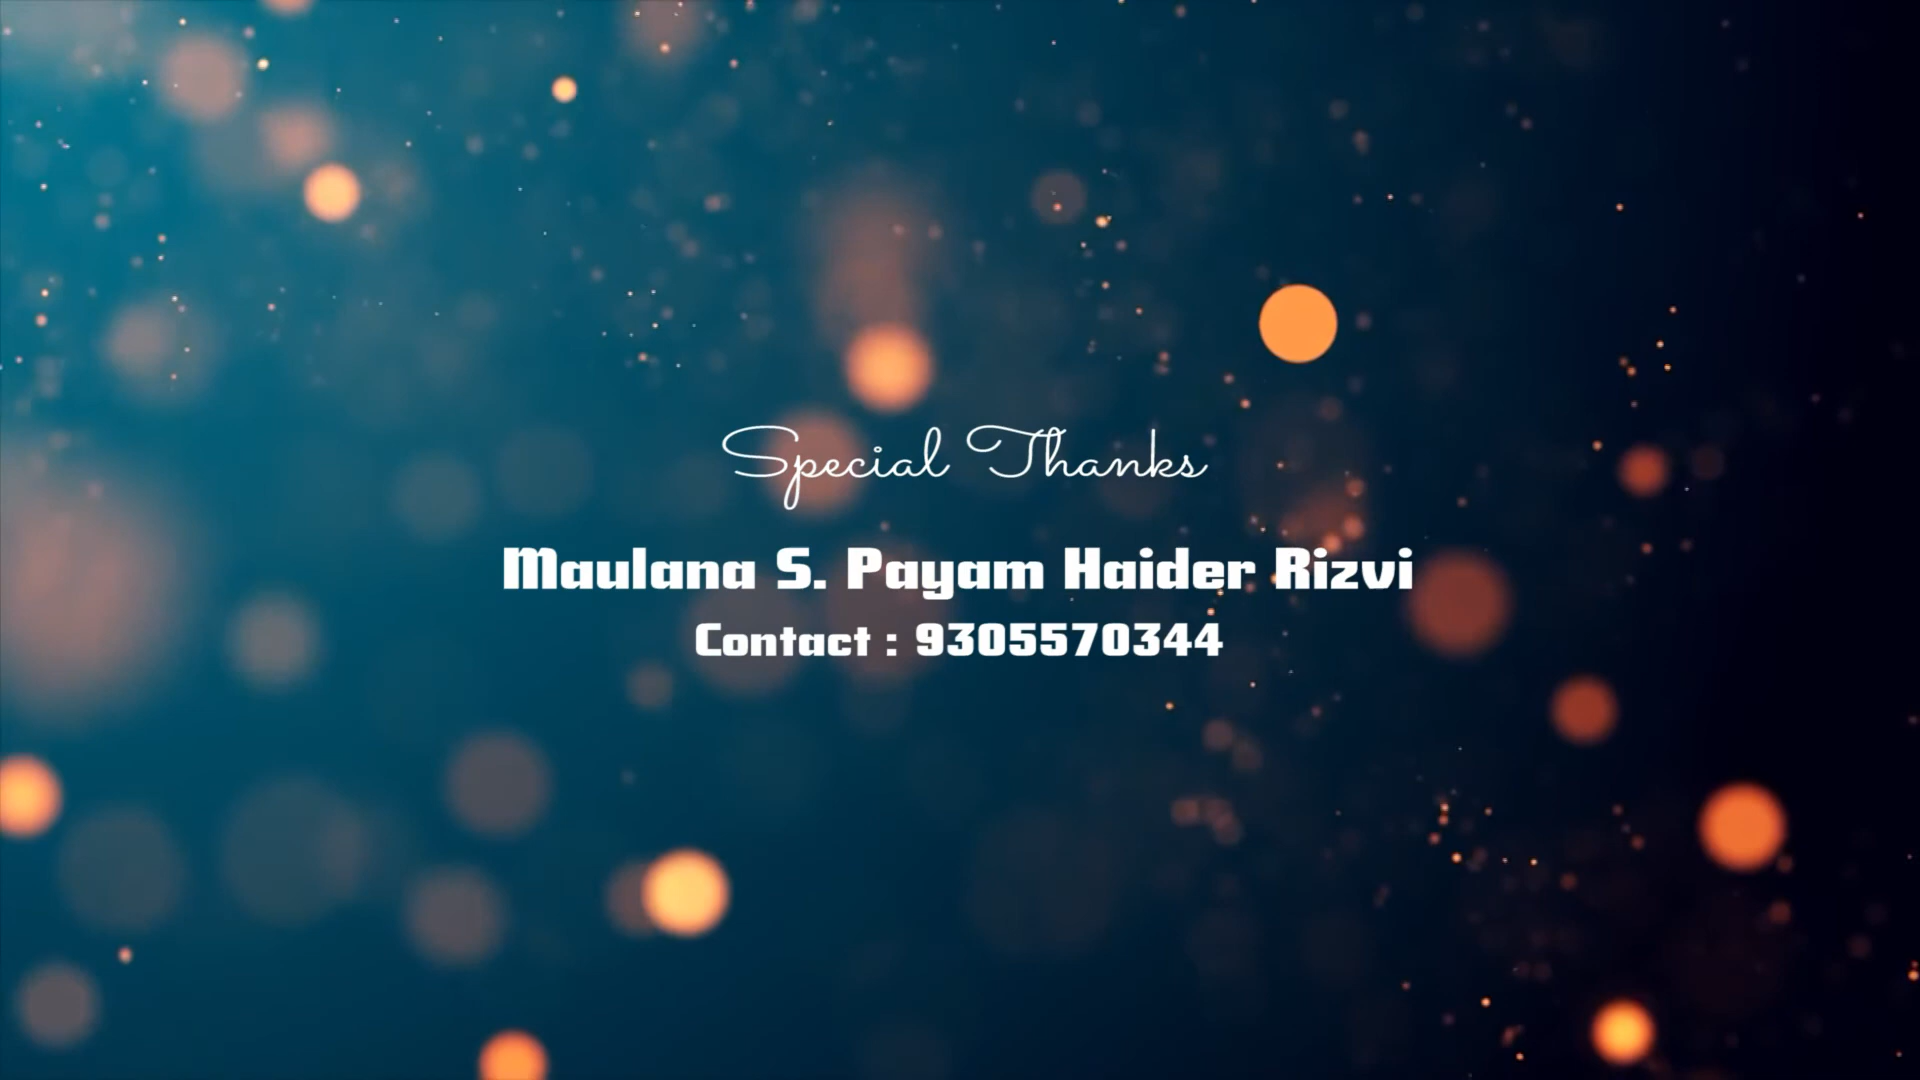 Special Thanks
Maulana S. Payam Haider Rizvi
Contact : 9305570344